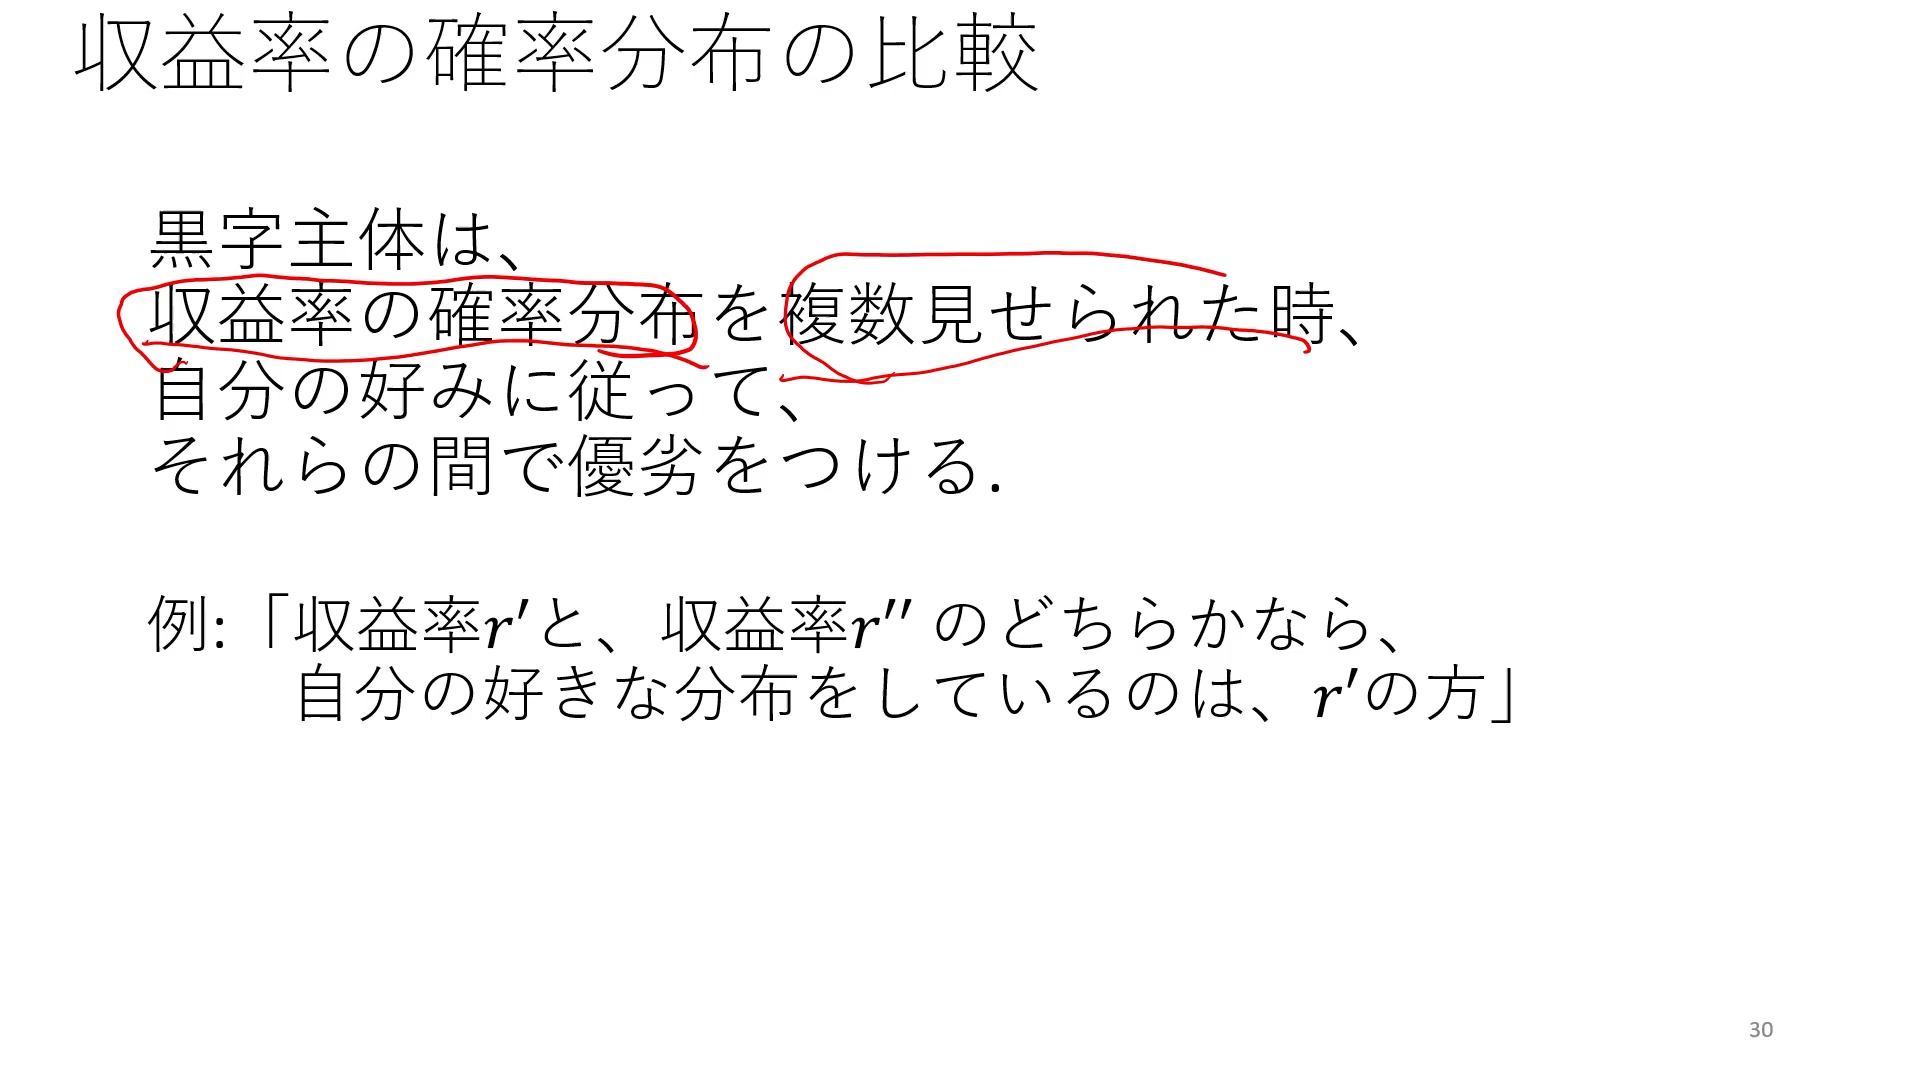 収益率の確率分布の比較
黒字主体は、
収益率の確率分布を複数見せられた時、
自分の好みに従って、
それらの間で優劣をつける.
例:「収益率r′と、収益率r′′ のどちらかなら、
自分の好きな分布をしているのは、r′の方」
30